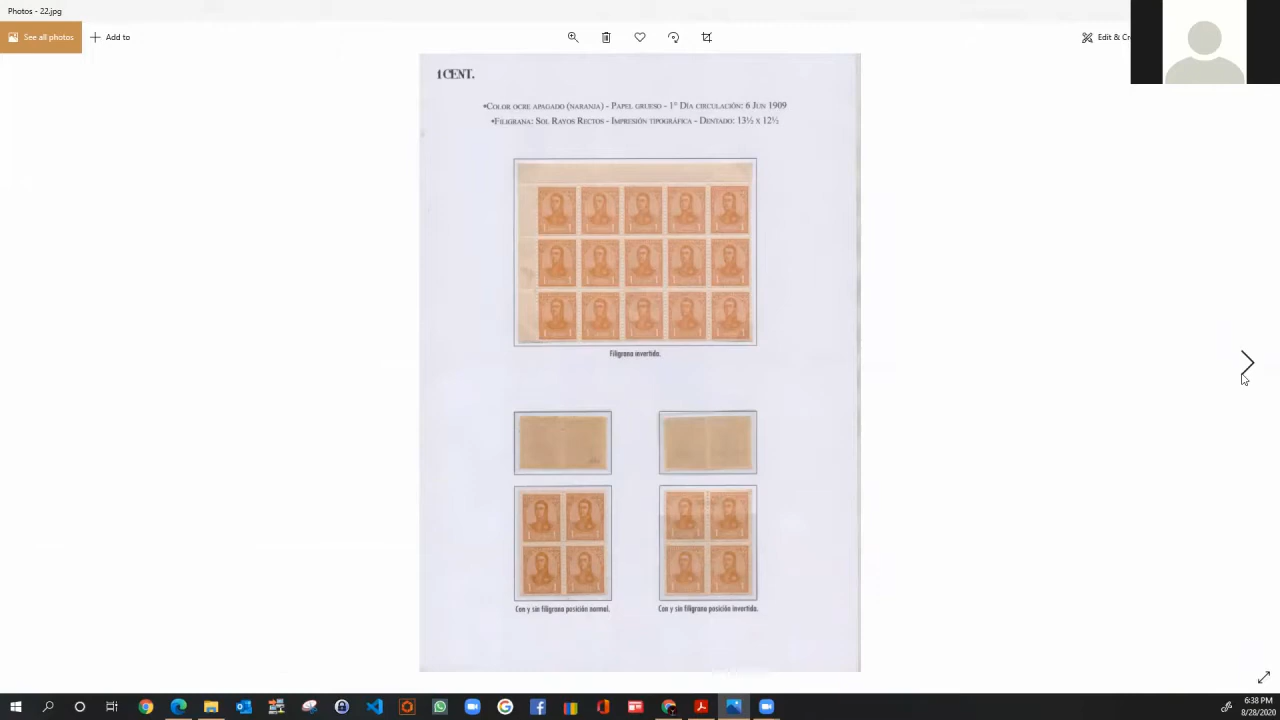 Photos - 22.jpg
See all photos
Add to
Edit & Cr
1 CENT.
*COLOR OCRE APAGADO (NARANJA) - PAPEL GRUESO - 1° DÍA CIRCULACIÓN: 6 JUN 1909
*FILIGRANA: SOL RAYOS RECTOS - IMPRESIÓN TIPOGRÁFICA - DENTADO: 13½ X 12½
Filigrana invertida.
Con y sin filigrana posición normal.
Con y sin filigrana posición invertida.
6:38 PM
8/28/2020